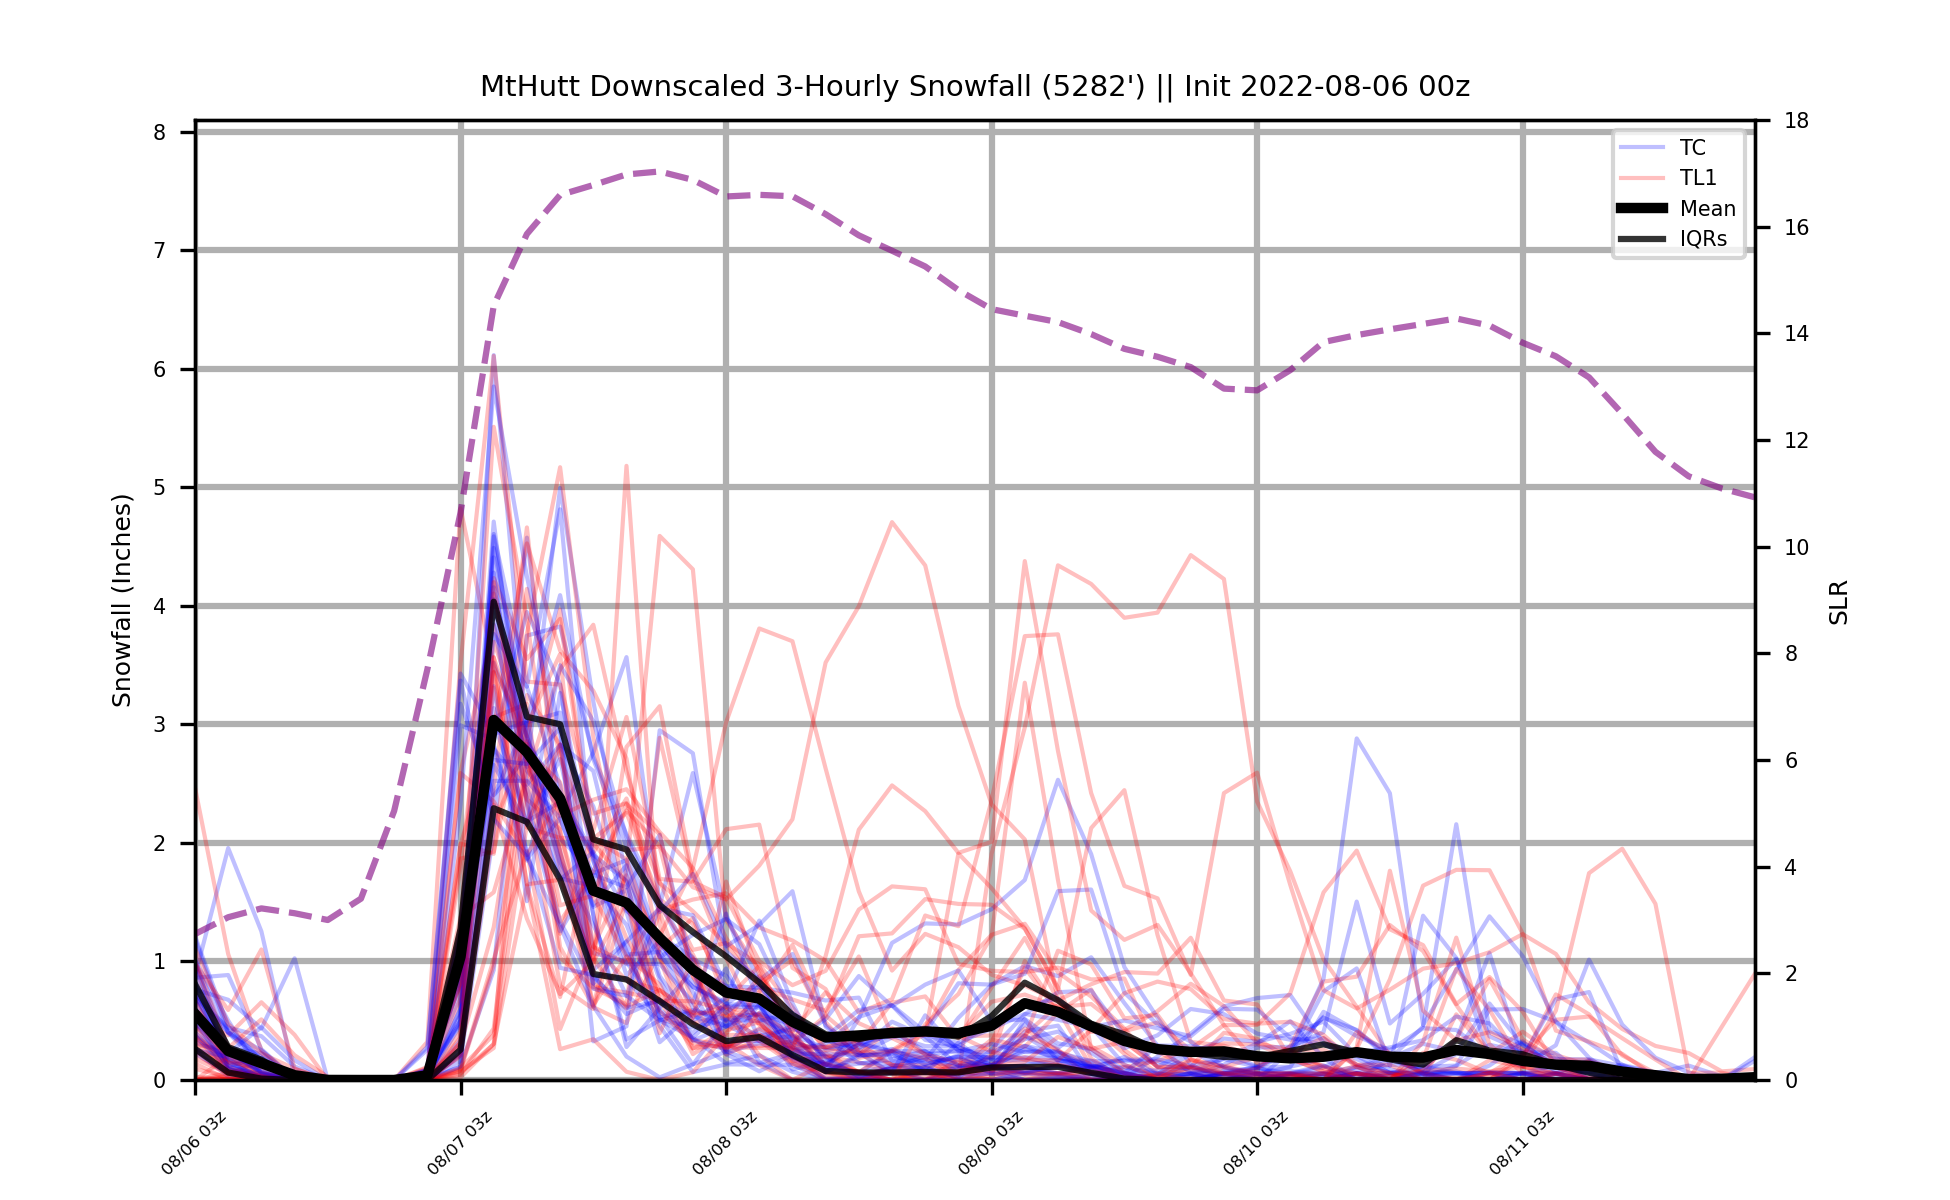 MtHutt Downscaled 3-Hourly Snowfall (5282') || Init 2022-08-06 00z
8
7
6
5
4
3
2
1
0
Snowfall (Inches)
18
16
14
12
10
8
6
4
2
0
SLR
TC
TL1
Mean
IQRs
08/06 03z
08/07 03z
08/08 03z
08/09 03z
08/10 03z
08/11 03z